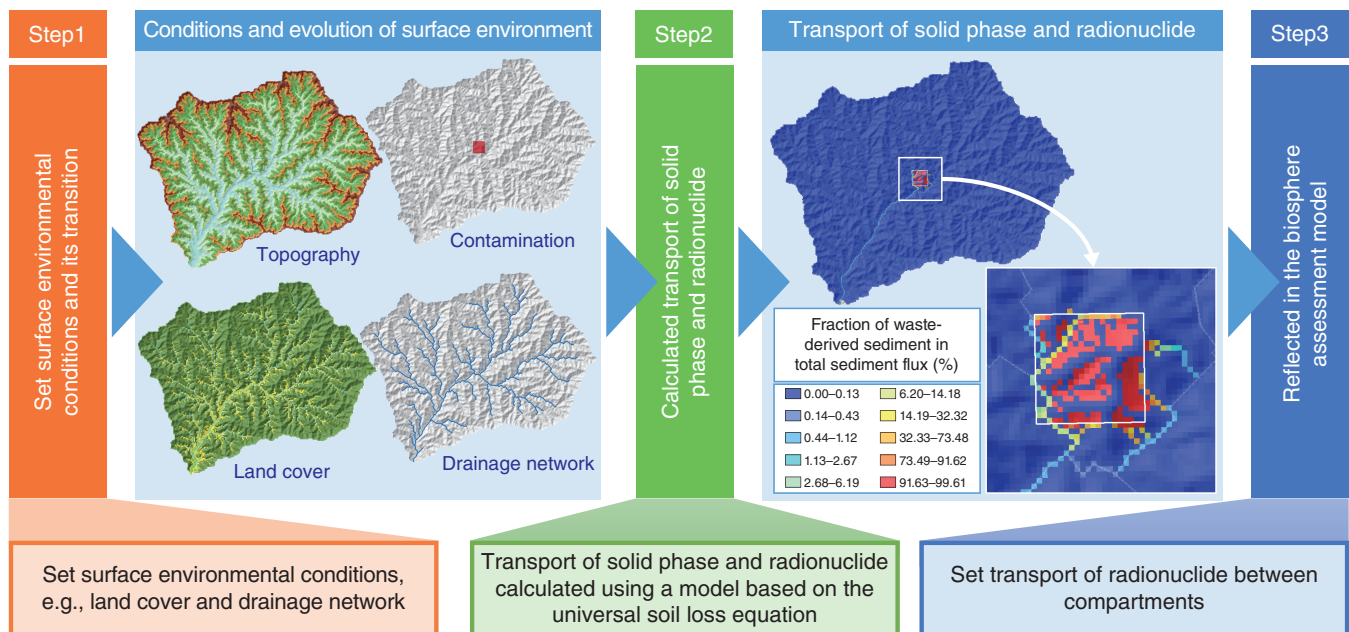 Step1
Conditions and evolution of surface environment
Step2
Transport of solid phase and radionuclide
Step3
Set surface environmental
conditions and its transition
Topography
Contamination
Land cover
Drainage network
Calculated transport of solid
phase and radionuclide
Fraction of waste-
derived sediment in
total sediment flux (%)
0.00–0.13
0.14–0.43
0.44–1.12
1.13–2.67
2.68–6.19
6.20–14.18
14.19–32.32
32.33–73.48
73.49–91.62
91.63–99.61
Reflected in the biosphere
assessment model
Set surface environmental conditions,
e.g., land cover and drainage network
Transport of solid phase and radionuclide
calculated using a model based on the
universal soil loss equation
Set transport of radionuclide between
compartments